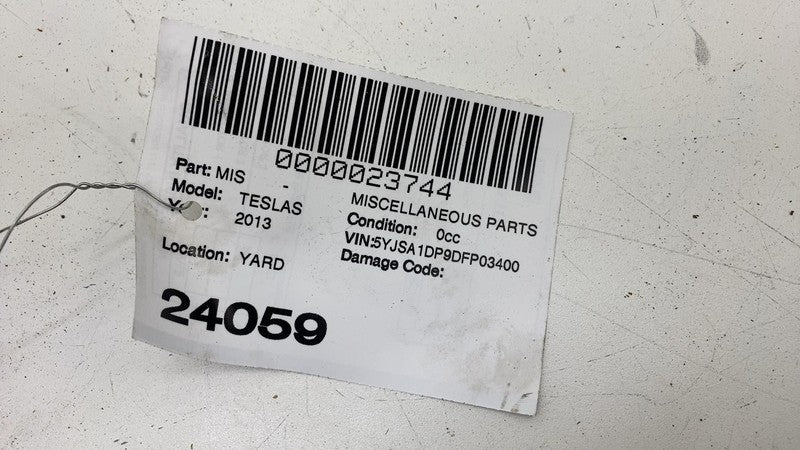 0000023744
Part: MIS - MISCELLANEOUS PARTS
Model: TESLAS Condition: 0cc
2013 VIN:5YJSA1DP9DFP03400
Location: YARD Damage Code:
24059